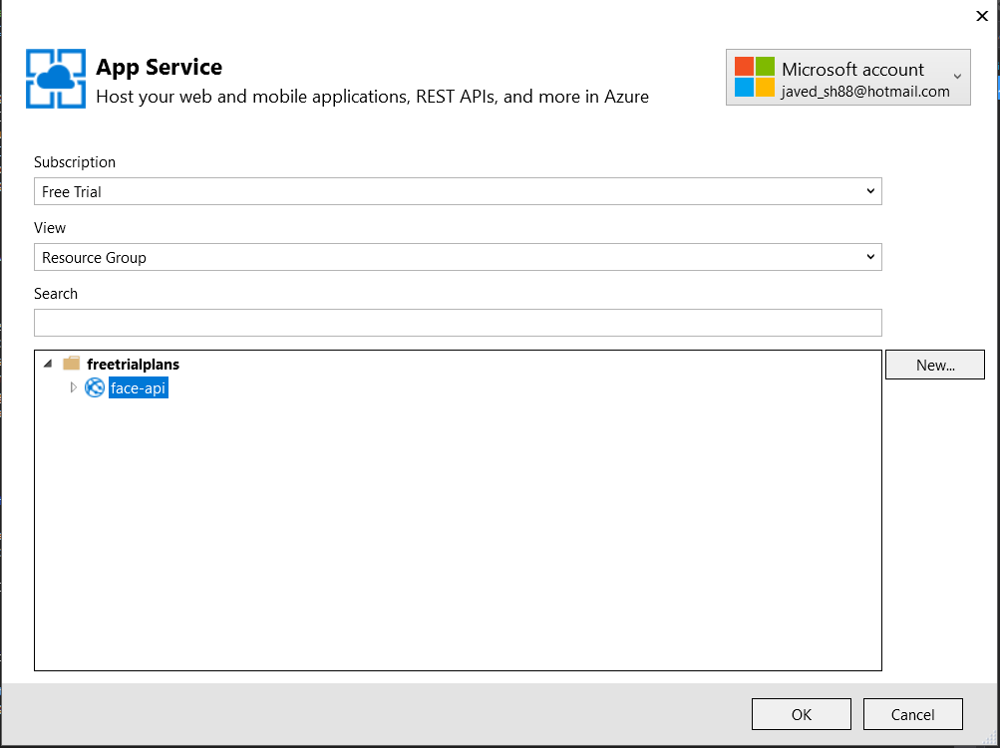 App Service
Host your web and mobile applications, REST APIs, and more in Azure
Microsoft account
javed_sh88@hotmail.com
Subscription
Free Trial
View
Resource Group
Search
freetrialplans
New...
face-api
OK
Cancel